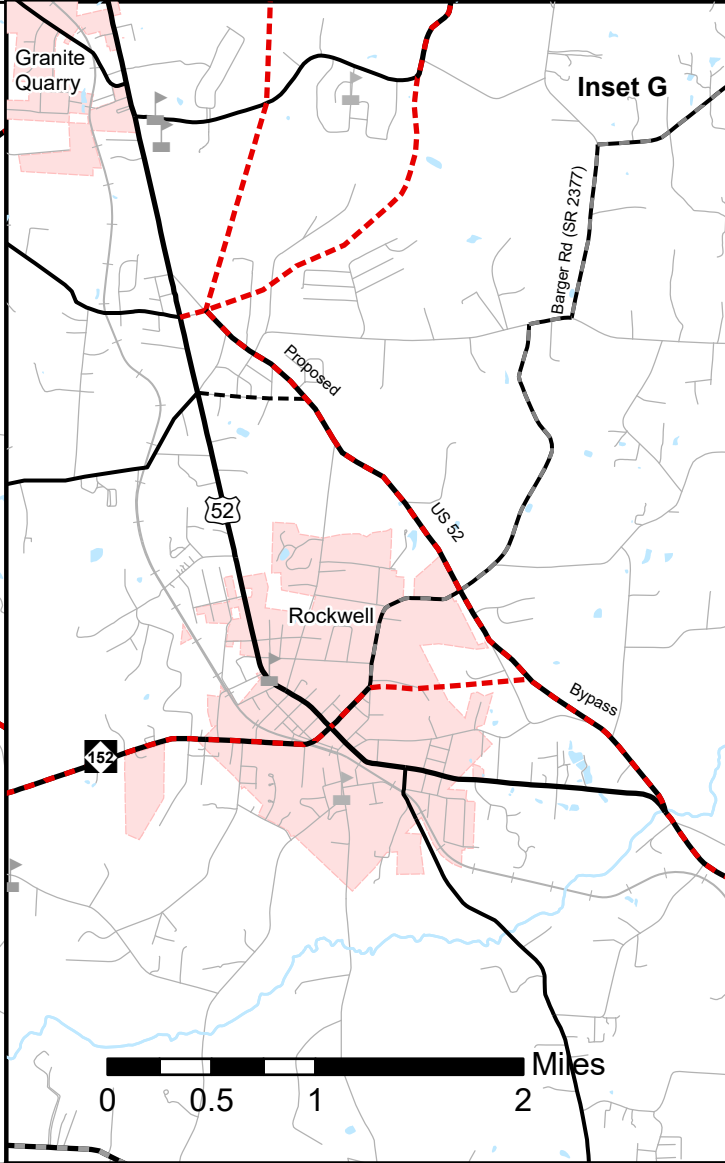 Granite
Quarry
Inset G
Barger Rd (SR 2377)
Proposed
52
US 52
Rockwell
Bypass
152
Miles
0 0.5 1 2